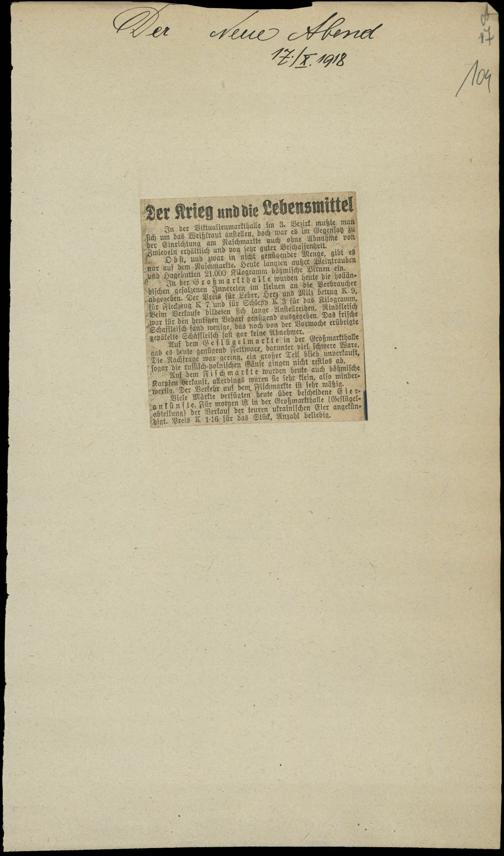 Der Neue Abend
17./X. 1918
104
Der Krieg und die Lebensmittel
In der Viktualienmarkthalle im 3. Bezirk mußte man
sich um das Weißkraut anstellen, doch war es im Gegensatz zu
der Einrichtung am Naschmarkte auch ohne Abnahme von
Zwiebeln erhältlich und von sehr guter Beschaffenheit.
Obst, und zwar in nicht genügender Menge, gibt es
nur auf dem Naschmarkte. Heute langten außer Weintrauben
und Hagebutten 21.000 Kilogramm böhmische Birnen ein.
In der Großmarkthalle wurden heute die hollän-
dischen gesalzenen Innereien im kleinen an die Verbraucher
abgegeben. Der Preis für Leber, Herz und Milz betrug K 9,
für Fleckzeug K 7 und für Schlepp K 3 für das Kilogramm.
Beim Verkaufe bildeten sich lange Anstellreihen. Rindfleisch
war für den heutigen Bedarf genügend ausgegeben. Das frische
Schaffleisch fand wenige, das noch von der Vorwoche erübrigte
gepökelte Schaffleisch fast gar keine Abnehmer.
Auf dem Geflügelmarkte in der Großmarkthalle
gab es heute genügend Fettware, darunter viel schwere Ware.
Die Nachfrage war gering, ein großer Teil blieb unverkauft,
sogar die russisch-polnischen Gänse gingen nicht restlos ab.
Auf dem Fischmarkte wurden heute auch böhmische
Karpfen verkauft, allerdings waren sie sehr klein, also minder-
wertig. Der Verkehr auf dem Fischmarkte ist sehr mäßig.
Viele Märkte verfügten heute über bescheidene Eier-
ankünfte. Für morgen ist in der Großmarkthalle (Geflügel-
abteilung) der Verkauf der teuren ukrainischen Eier angekün-
digt. Preis K 1·16 für das Stück, Anzahl beliebig.